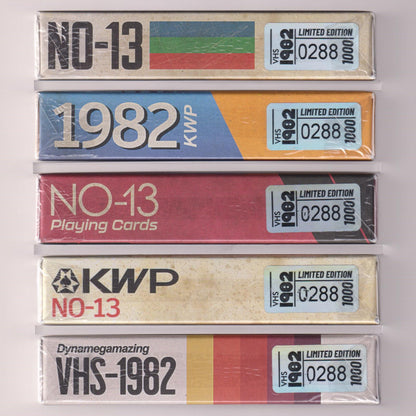 NO-13
VHS 1982 LIMITED EDITION 0288 1000
1982 KWP
VHS 1982 LIMITED EDITION 0288 1000
NO-13
Playing Cards
VHS 1982 LIMITED EDITION 0288 1000
KWP
NO-13
VHS 1982 LIMITED EDITION 0288 1000
Dynamegamazing
VHS-1982
VHS 1982 LIMITED EDITION 0288 1000